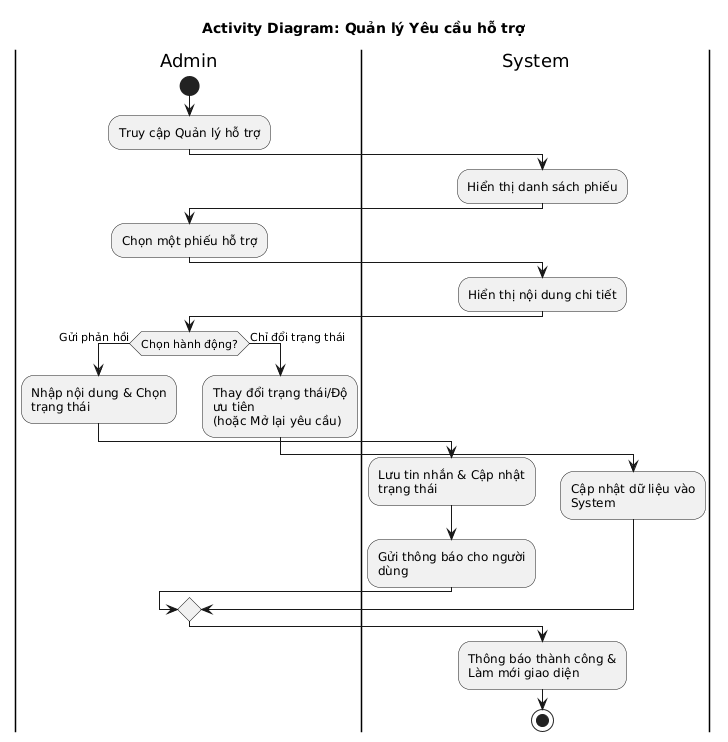 Activity Diagram: Quản lý Yêu cầu hỗ trợ
Admin
System
Truy cập Quản lý hỗ trợ
Hiển thị danh sách phiếu
Chọn một phiếu hỗ trợ
Hiển thị nội dung chi tiết
Gửi phản hồi
Chọn hành động?
Chỉ đổi trạng thái
Nhập nội dung & Chọn
trạng thái
Thay đổi trạng thái/Độ
ưu tiên
(hoặc Mở lại yêu cầu)
Lưu tin nhắn & Cập nhật
trạng thái
Cập nhật dữ liệu vào
System
Gửi thông báo cho người
dùng
Thông báo thành công &
Làm mới giao diện